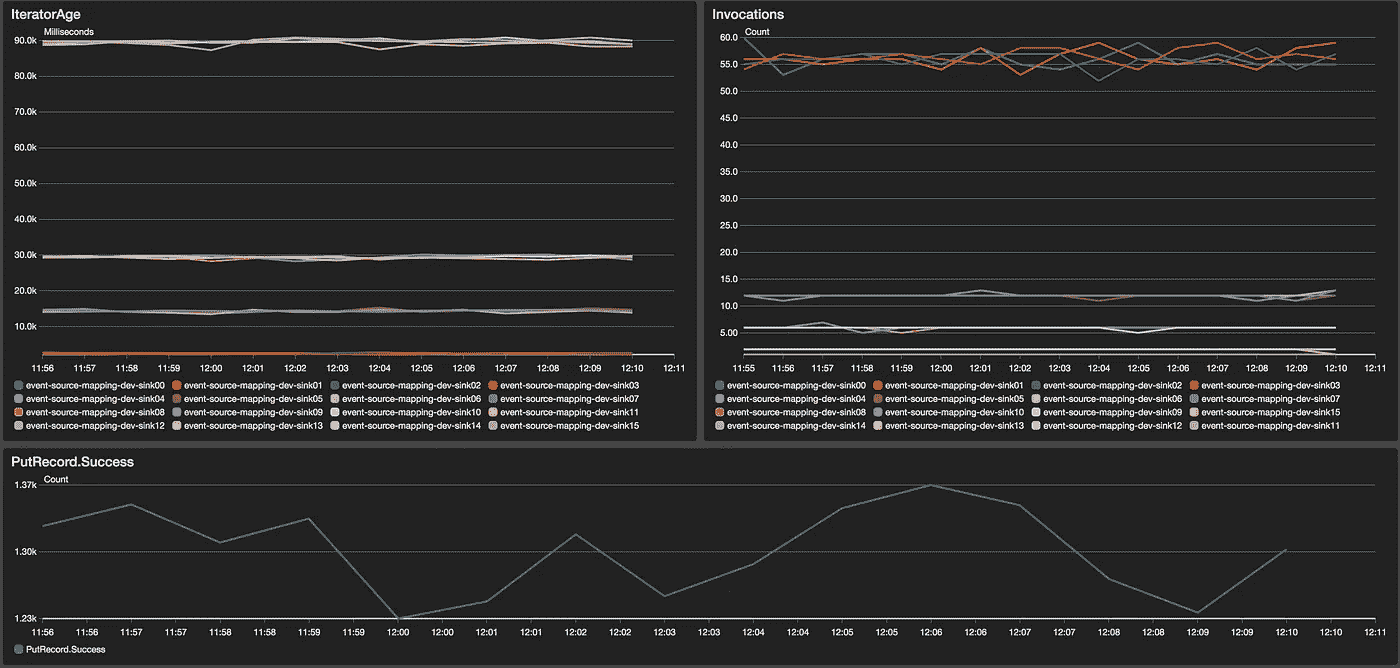 IteratorAge
Milliseconds
90.0k
80.0k
70.0k
60.0k
50.0k
40.0k
30.0k
20.0k
10.0k
11:56 11:57 11:58 11:59 12:00 12:01 12:02 12:03 12:04 12:05 12:06 12:07 12:08 12:09 12:10 12:11
event-source-mapping-dev-sink00 event-source-mapping-dev-sink01 event-source-mapping-dev-sink02 event-source-mapping-dev-sink03
event-source-mapping-dev-sink04 event-source-mapping-dev-sink05 event-source-mapping-dev-sink06 event-source-mapping-dev-sink07
event-source-mapping-dev-sink08 event-source-mapping-dev-sink09 event-source-mapping-dev-sink10 event-source-mapping-dev-sink11
event-source-mapping-dev-sink12 event-source-mapping-dev-sink13 event-source-mapping-dev-sink14 event-source-mapping-dev-sink15
Invocations
Count
60.0
55.0
50.0
45.0
40.0
35.0
30.0
25.0
20.0
15.0
10.0
5.00
11:55 11:56 11:57 11:58 11:59 12:00 12:01 12:02 12:03 12:04 12:05 12:06 12:07 12:08 12:09 12:10 12:11
event-source-mapping-dev-sink00 event-source-mapping-dev-sink01 event-source-mapping-dev-sink02 event-source-mapping-dev-sink03
event-source-mapping-dev-sink04 event-source-mapping-dev-sink05 event-source-mapping-dev-sink06 event-source-mapping-dev-sink07
event-source-mapping-dev-sink08 event-source-mapping-dev-sink10 event-source-mapping-dev-sink09 event-source-mapping-dev-sink15
event-source-mapping-dev-sink14 event-source-mapping-dev-sink13 event-source-mapping-dev-sink12 event-source-mapping-dev-sink11
PutRecord.Success
Count
1.37k
1.30k
1.23k
11:56 11:56 11:57 11:57 11:58 11:58 11:59 11:59 12:00 12:00 12:01 12:01 12:02 12:02 12:03 12:03 12:04 12:04 12:05 12:05 12:06 12:06 12:07 12:07 12:08 12:08 12:09 12:09 12:10 12:10 12:11
PutRecord.Success